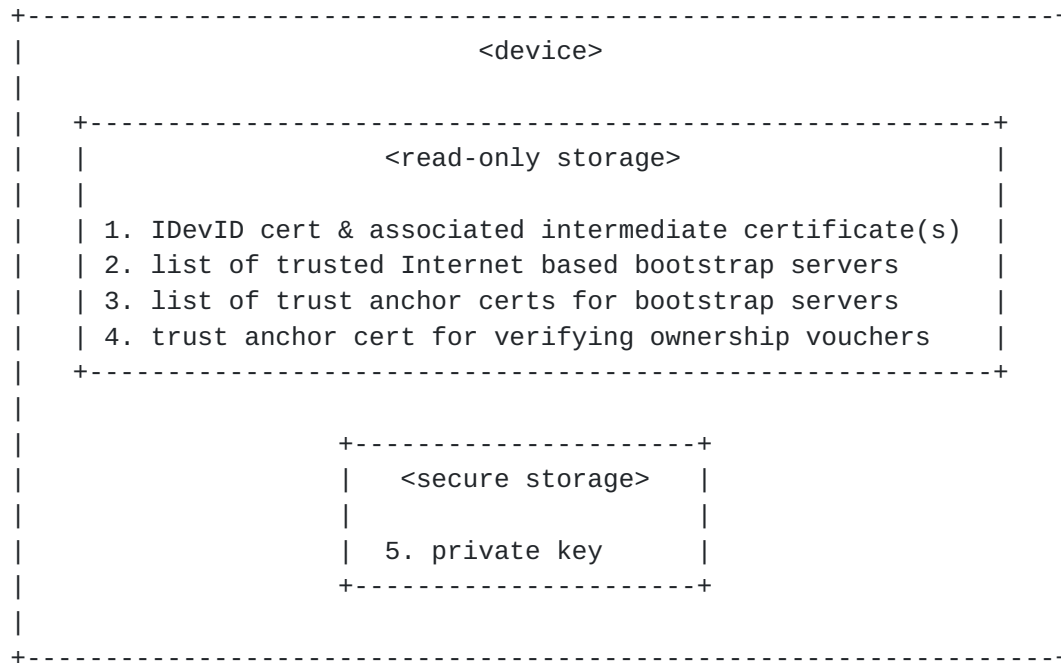 <device>
<read-only storage>
1. IDevID cert & associated intermediate certificate(s)
2. list of trusted Internet based bootstrap servers
3. list of trust anchor certs for bootstrap servers
4. trust anchor cert for verifying ownership vouchers
<secure storage>
5. private key